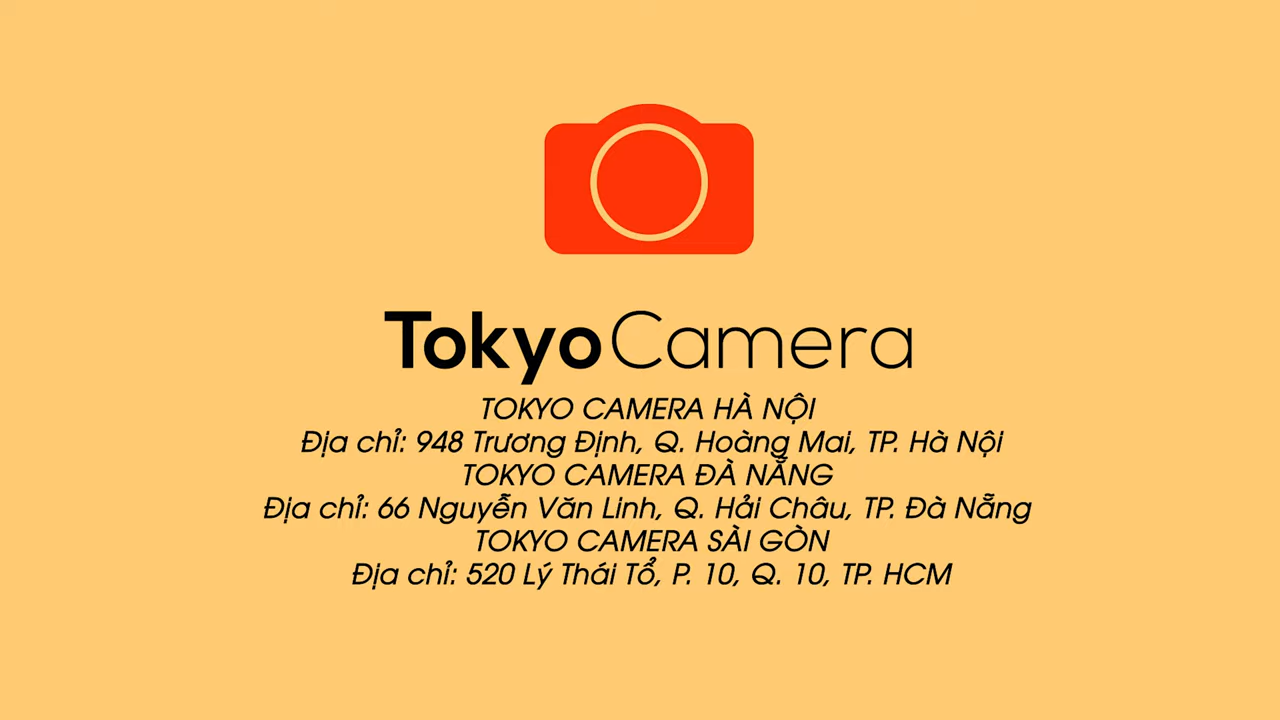 TokyoCamera
TOKYO CAMERA HÀ NỘI
Địa chỉ: 948 Trương Định, Q. Hoàng Mai, TP. Hà Nội
TOKYO CAMERA ĐÀ NẴNG
Địa chỉ: 66 Nguyễn Văn Linh, Q. Hải Châu, TP. Đà Nẵng
TOKYO CAMERA SÀI GÒN
Địa chỉ: 520 Lý Thái Tổ, P. 10, Q. 10, TP. HCM